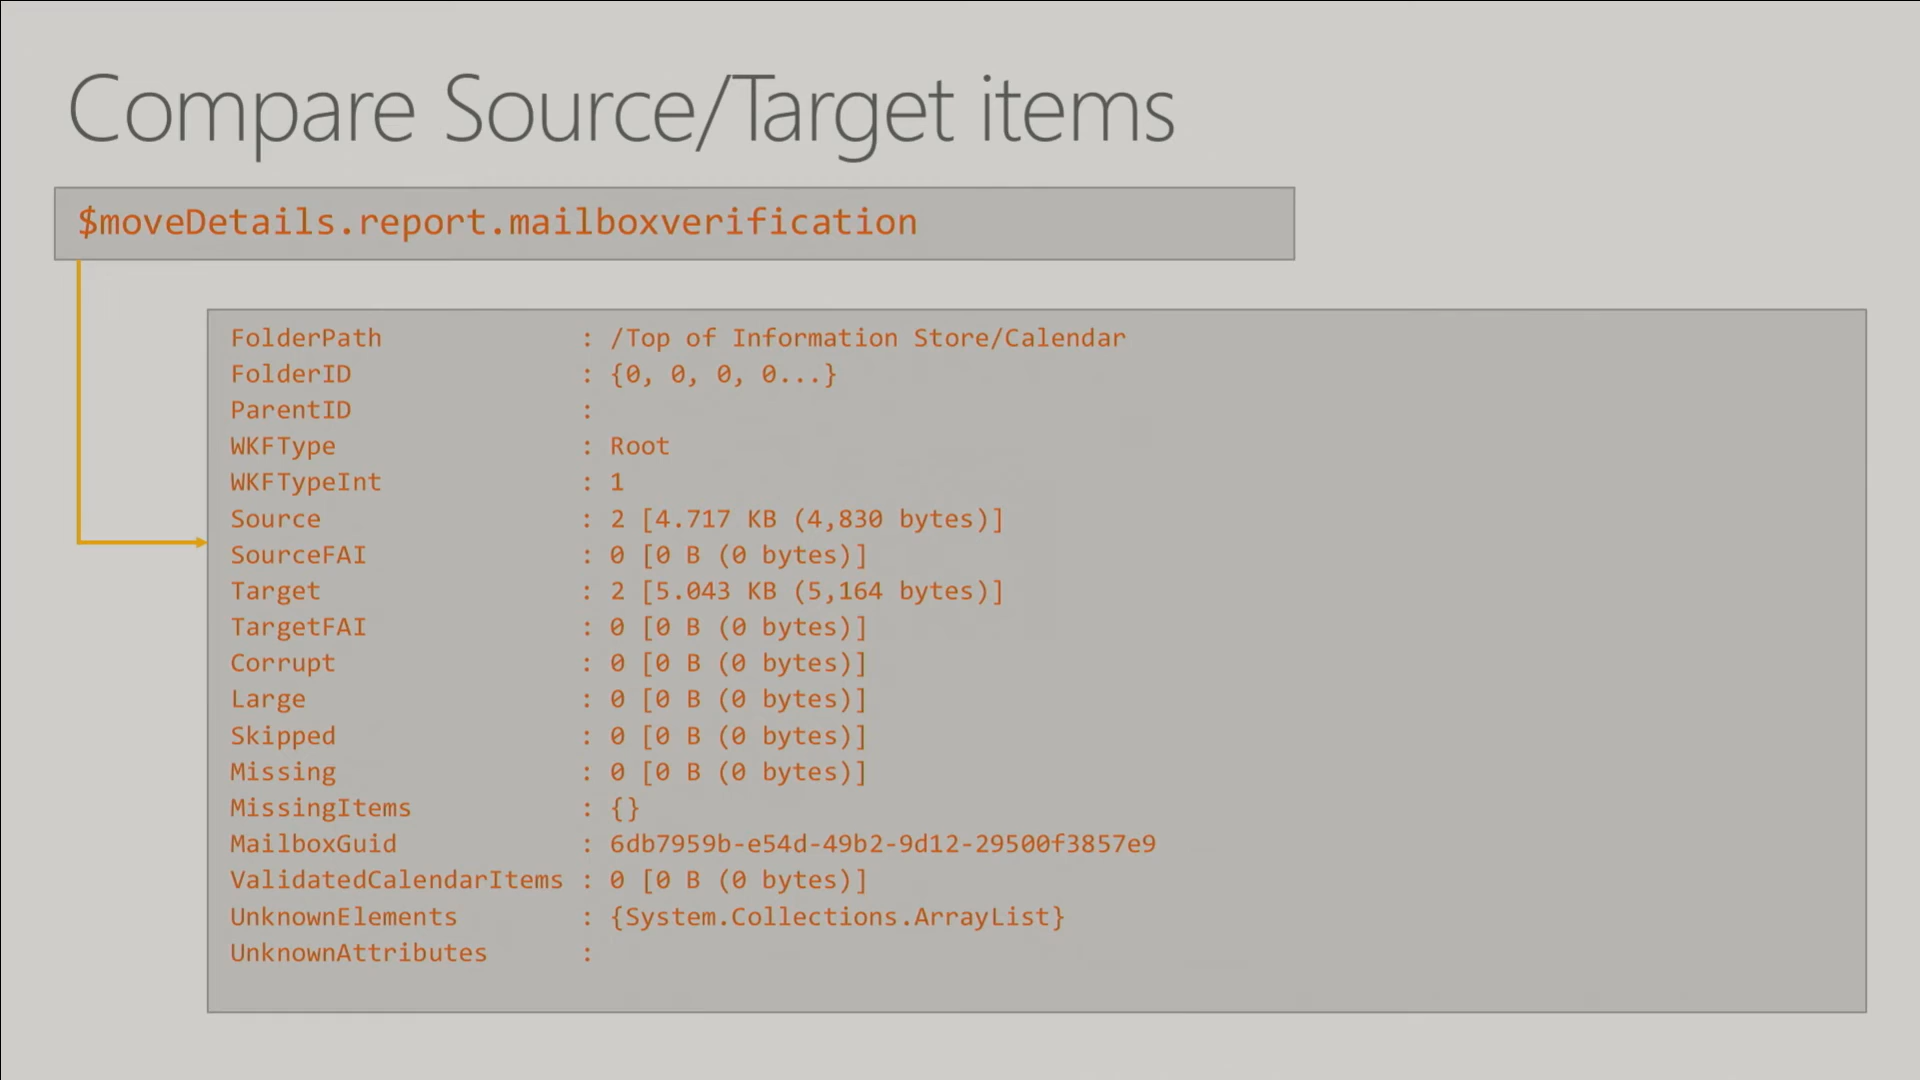 Compare Source/Target items
$moveDetails.report.mailboxverification
FolderPath : /Top of Information Store/Calendar
FolderID : {0, 0, 0, 0...}
ParentID :
WKFType : Root
WKFTypeInt : 1
Source : 2 [4.717 KB (4,830 bytes)]
SourceFAI : 0 [0 B (0 bytes)]
Target : 2 [5.043 KB (5,164 bytes)]
TargetFAI : 0 [0 B (0 bytes)]
Corrupt : 0 [0 B (0 bytes)]
Large : 0 [0 B (0 bytes)]
Skipped : 0 [0 B (0 bytes)]
Missing : 0 [0 B (0 bytes)]
MissingItems : {}
MailboxGuid : 6db7959b-e54d-49b2-9d12-29500f3857e9
ValidatedCalendarItems : 0 [0 B (0 bytes)]
UnknownElements : {System.Collections.ArrayList}
UnknownAttributes :